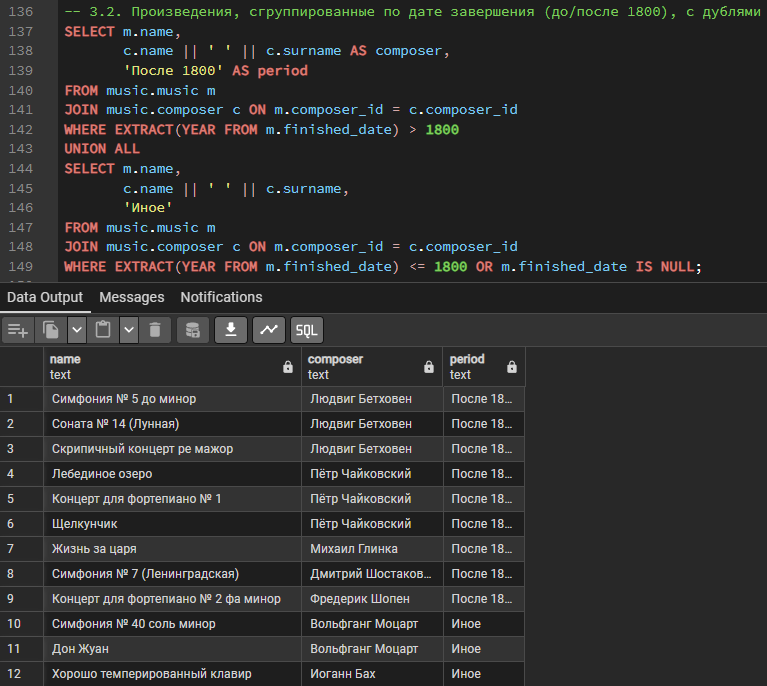 136 -- 3.2. Произведения, сгруппированные по дате завершения (до/после 1800), с дублями
137 SELECT m.name,
138 c.name || ' ' || c.surname AS composer,
139 'После 1800' AS period
140 FROM music.music m
141 JOIN music.composer c ON m.composer_id = c.composer_id
142 WHERE EXTRACT(YEAR FROM m.finished_date) > 1800
143 UNION ALL
144 SELECT m.name,
145 c.name || ' ' || c.surname,
146 'Иное'
147 FROM music.music m
148 JOIN music.composer c ON m.composer_id = c.composer_id
149 WHERE EXTRACT(YEAR FROM m.finished_date) <= 1800 OR m.finished_date IS NULL;
Data Output Messages Notifications
SQL
name composer period
text text text
1 Симфония № 5 до минор Людвиг Бетховен После 18...
2 Соната № 14 (Лунная) Людвиг Бетховен После 18...
3 Скрипичный концерт ре мажор Людвиг Бетховен После 18...
4 Лебединое озеро Пётр Чайковский После 18...
5 Концерт для фортепиано № 1 Пётр Чайковский После 18...
6 Щелкунчик Пётр Чайковский После 18...
7 Жизнь за царя Михаил Глинка После 18...
8 Симфония № 7 (Ленинградская) Дмитрий Шостаков... После 18...
9 Концерт для фортепиано № 2 фа минор Фредерик Шопен После 18...
10 Симфония № 40 соль минор Вольфганг Моцарт Иное
11 Дон Жуан Вольфганг Моцарт Иное
12 Хорошо темперированный клавир Иоганн Бах Иное